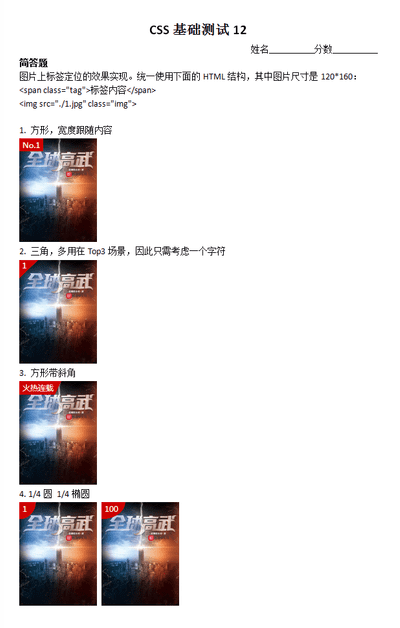 CSS 基础测试 12
姓名__________分数__________
简答题
图片上标签定位的效果实现。统一使用下面的 HTML 结构，其中图片尺寸是 120*160：
<span class="tag">标签内容</span>
<img src="./1.jpg" class="img">
1. 方形，宽度跟随内容
No.1
全球高武
2. 三角，多用在 Top3 场景，因此只需考虑一个字符
1
全球高武
3. 方形带斜角
火热连载
全球高武
4. 1/4 圆 1/4 椭圆
1 100
全球高武 全球高武